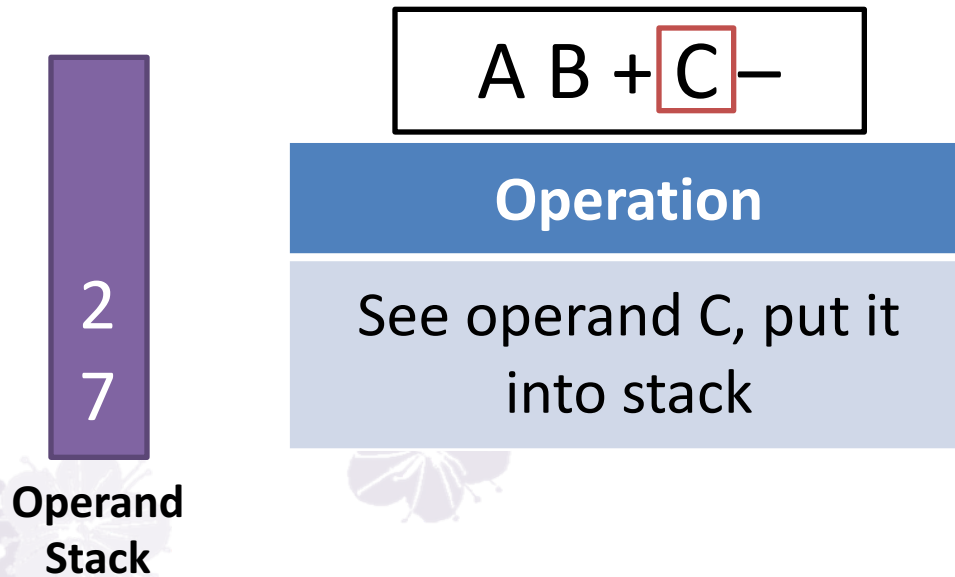 A B + C –
Operation
See operand C, put it
into stack
2
7
Operand
Stack